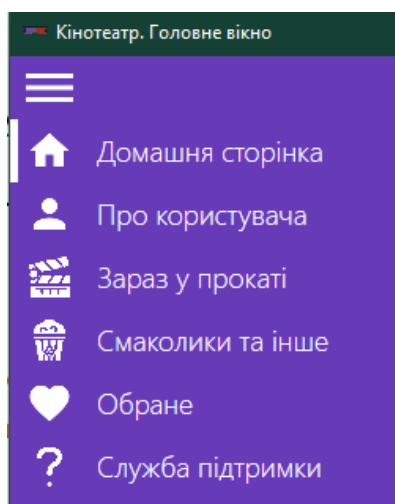 Кінотеатр. Головне вікно
Домашня сторінка
Про користувача
Зараз у прокаті
Смаколики та інше
Обране
Служба підтримки